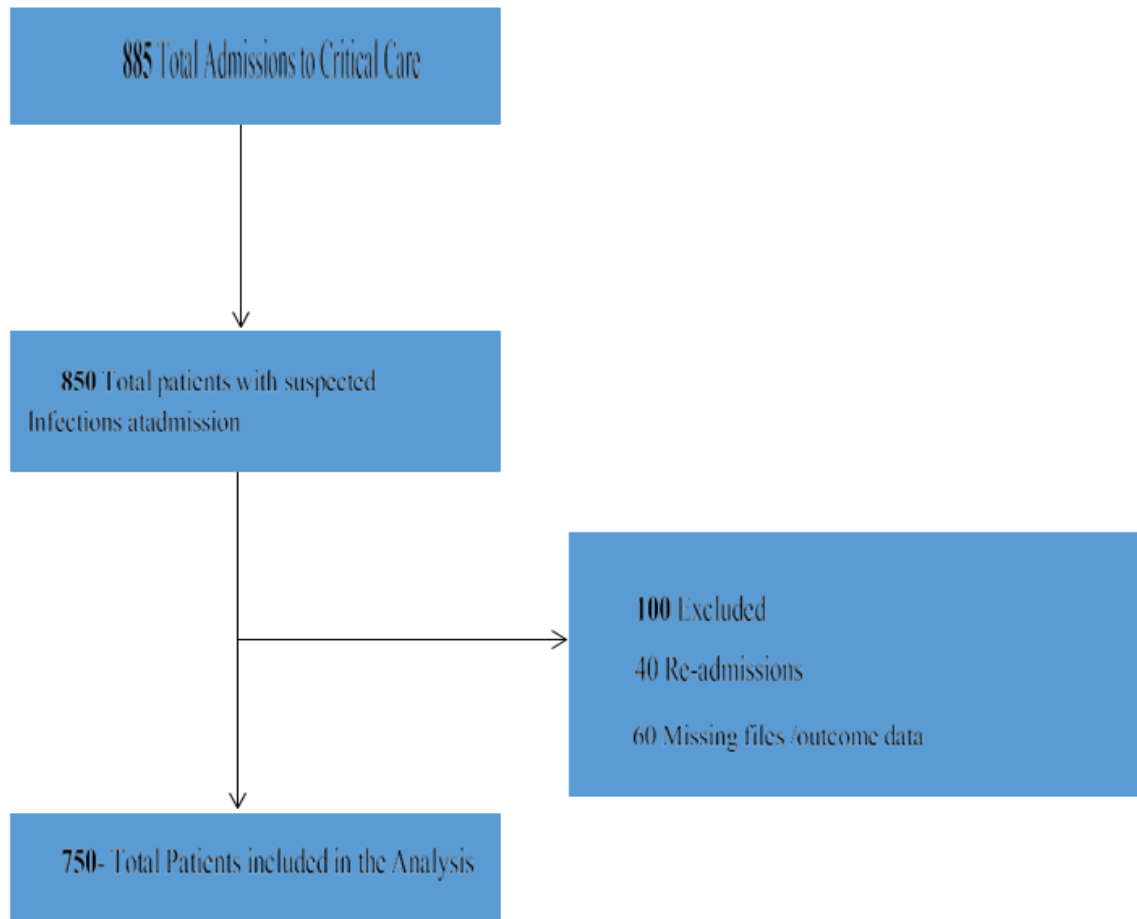 885 Total Admissions to Critical Care
850 Total patients with suspected
Infections atadmission
100 Excluded
40 Re-admissions
60 Missing files /outcome data
750- Total Patients included in the Analysis